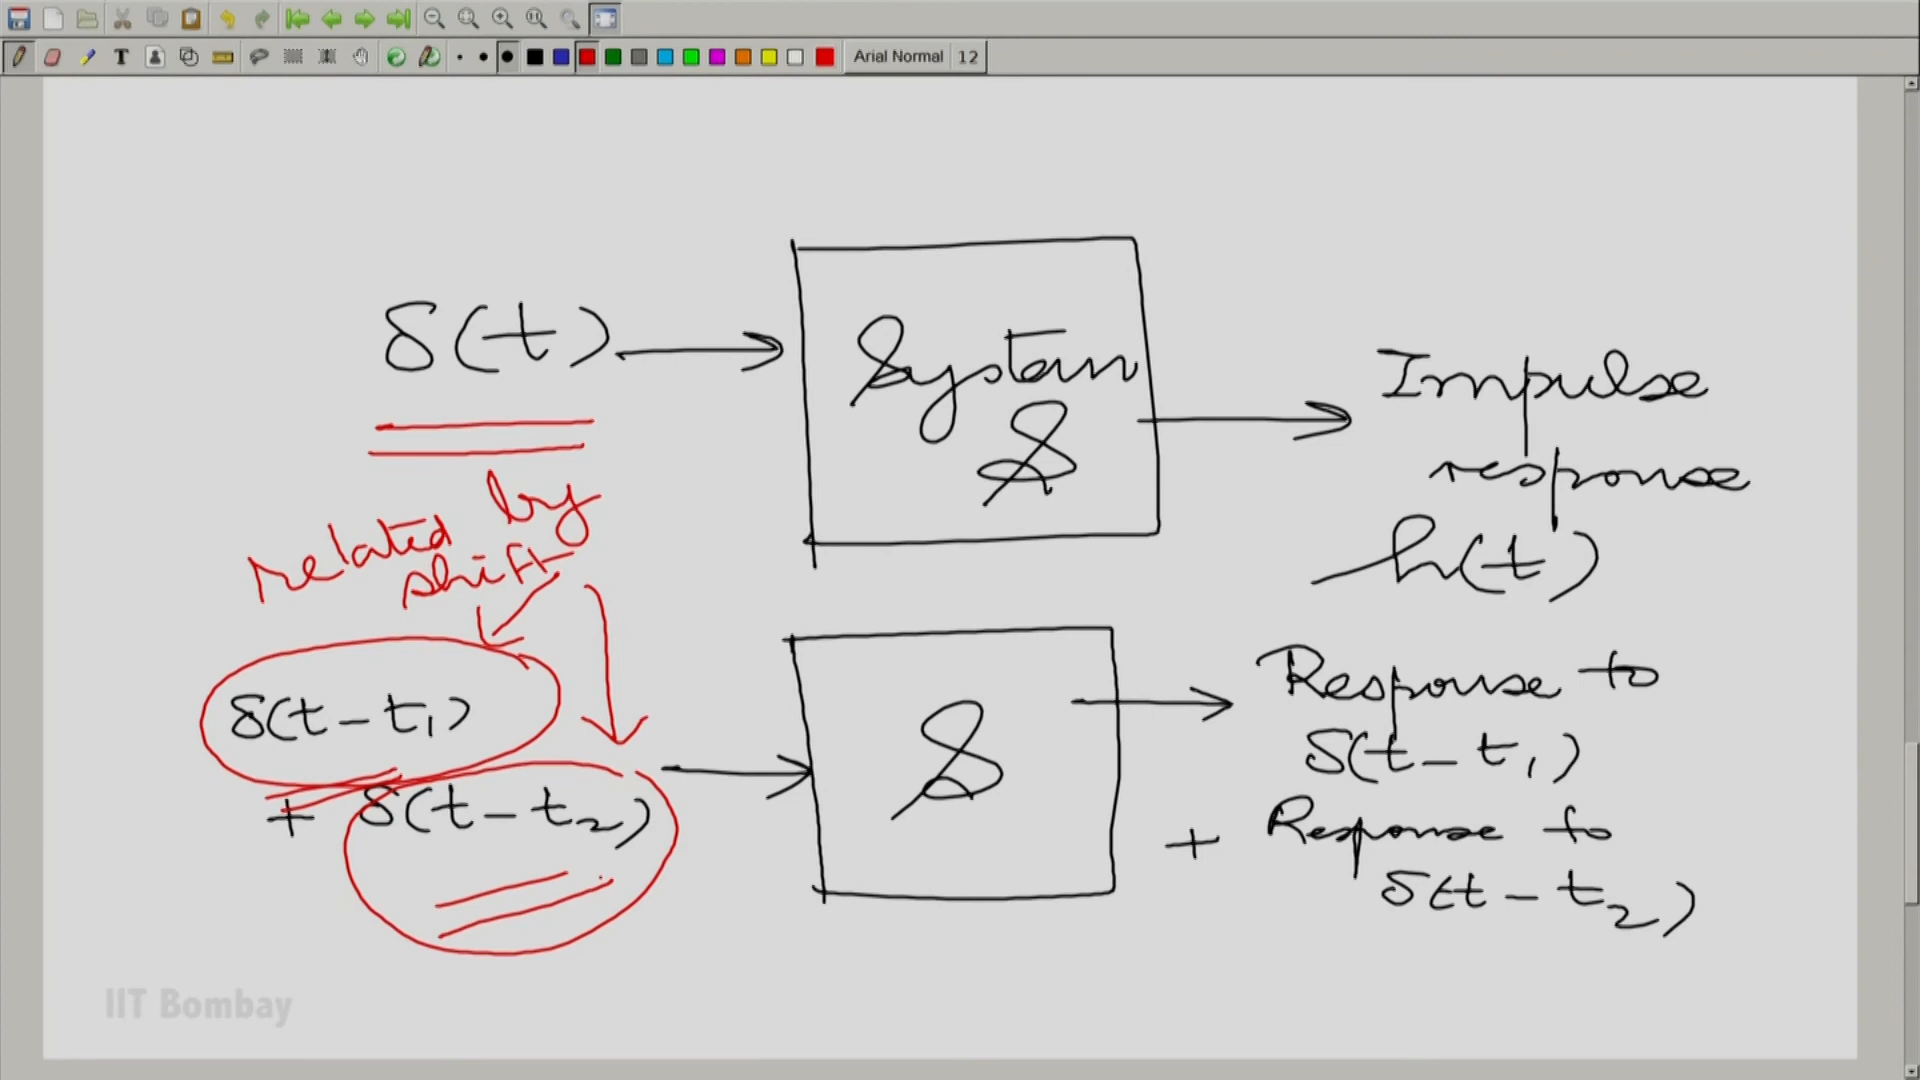 Arial Normal 12
δ(t)
System
S
Impulse
response
h(t)
related by
shift
δ(t - t₁)
+ δ(t - t₂)
S
Response to
δ(t - t₁)
+ Response to
δ(t - t₂)
IIT Bombay